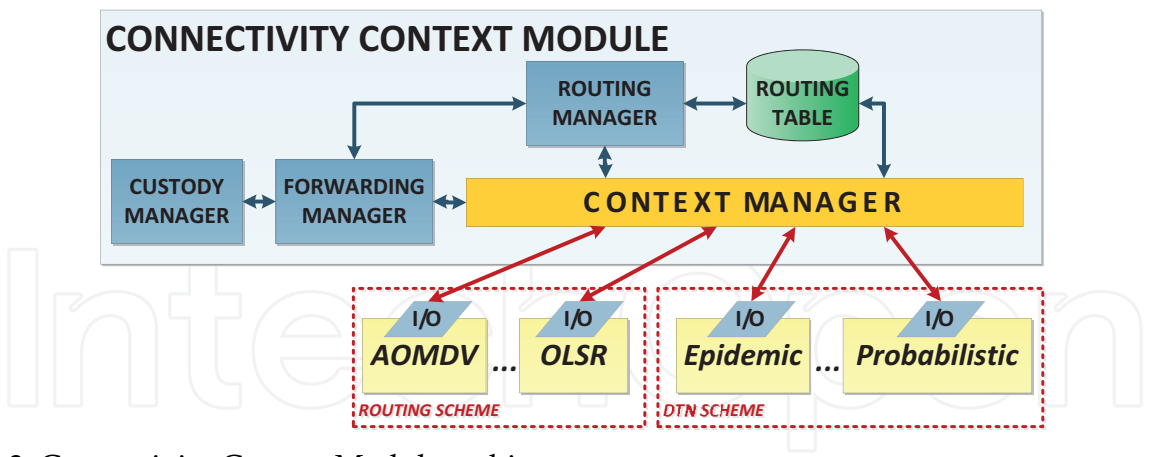 CONNECTIVITY CONTEXT MODULE
ROUTING
MANAGER
ROUTING
TABLE
CUSTODY
MANAGER
FORWARDING
MANAGER
CONTEXT MANAGER
I/O
I/O
I/O
I/O
AOMDV
...
OLSR
Epidemic
...
Probabilistic
ROUTING SCHEME
DTN SCHEME
IntechOpen